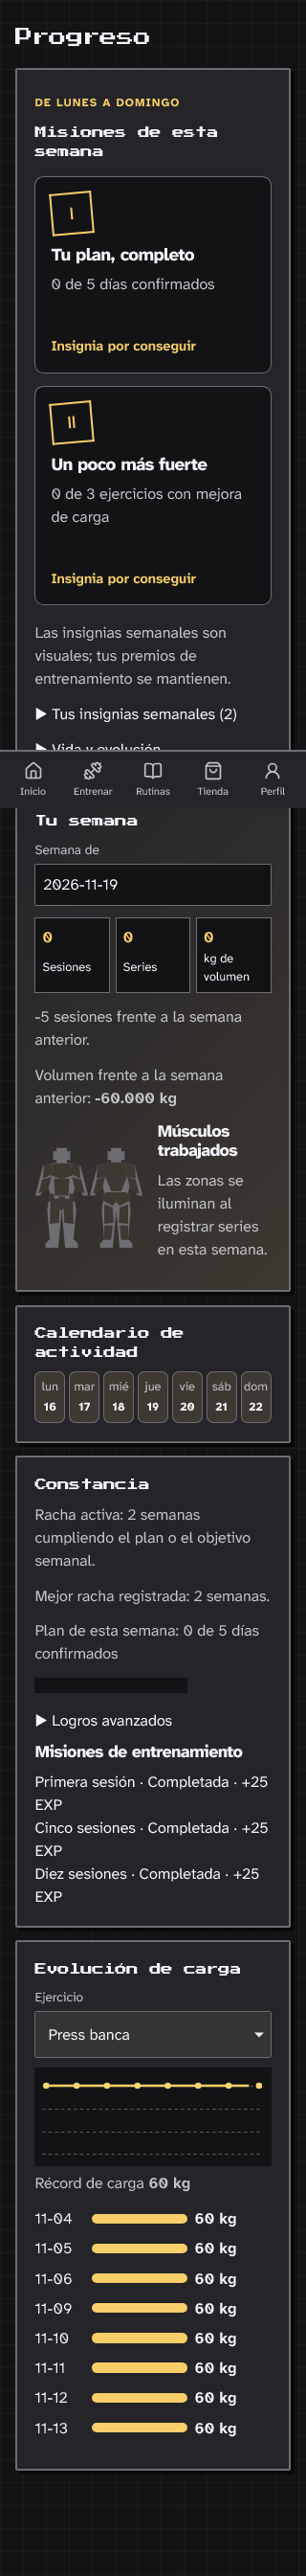 Progreso
DE LUNES A DOMINGO
Misiones de esta
semana
I
Tu plan, completo
0 de 5 días confirmados
Insignia por conseguir
II
Un poco más fuerte
0 de 3 ejercicios con mejora
de carga
Insignia por conseguir
Las insignias semanales son
visuales; tus premios de
entrenamiento se mantienen.
▶ Tus insignias semanales (2)
▶ Vida y evolución
Inicio Entrenar Rutinas Tienda Perfil
Tu semana
Semana de
2026-11-19
0 0 0
Sesiones Series kg de
volumen
-5 sesiones frente a la semana
anterior.
Volumen frente a la semana
anterior: -60.000 kg
Músculos
trabajados
Las zonas se
iluminan al
registrar series
en esta semana.
Calendario de
actividad
lun mar mié jue vie sáb dom
16 17 18 19 20 21 22
Constancia
Racha activa: 2 semanas
cumpliendo el plan o el objetivo
semanal.
Mejor racha registrada: 2 semanas.
Plan de esta semana: 0 de 5 días
confirmados
▶ Logros avanzados
Misiones de entrenamiento
Primera sesión · Completada · +25
EXP
Cinco sesiones · Completada · +25
EXP
Diez sesiones · Completada · +25
EXP
Evolución de carga
Ejercicio
Press banca
Récord de carga 60 kg
11-04 60 kg
11-05 60 kg
11-06 60 kg
11-09 60 kg
11-10 60 kg
11-11 60 kg
11-12 60 kg
11-13 60 kg